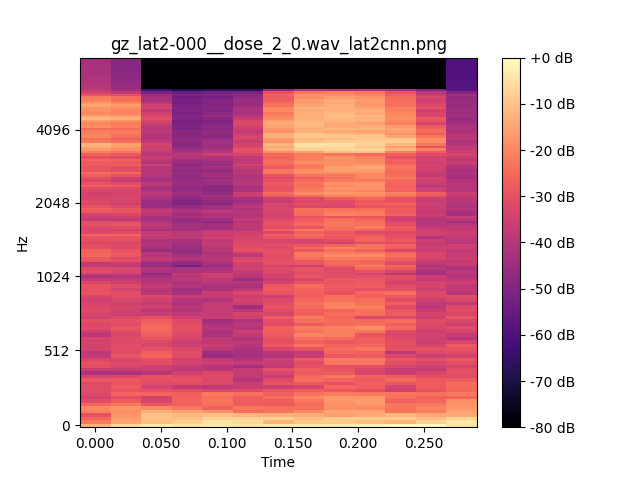 gz_lat2-000__dose_2_0.wav_lat2cnn.png
+0 dB
-10 dB
-20 dB
-30 dB
-40 dB
-50 dB
-60 dB
-70 dB
-80 dB
4096
2048
1024
512
0
Hz
0.000 0.050 0.100 0.150 0.200 0.250
Time